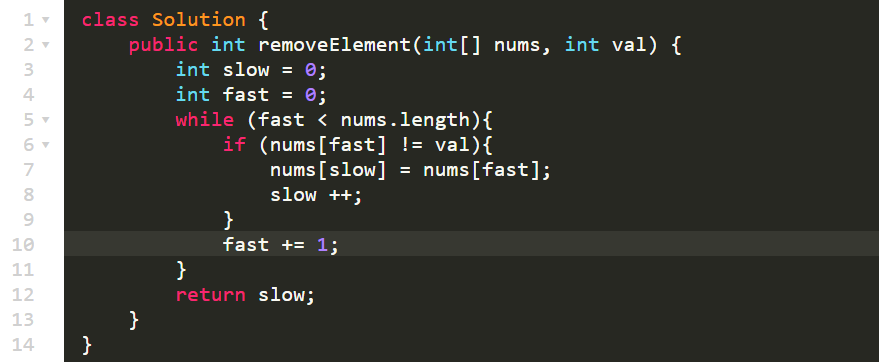 1 class Solution {
2     public int removeElement(int[] nums, int val) {
3         int slow = 0;
4         int fast = 0;
5         while (fast < nums.length){
6             if (nums[fast] != val){
7                 nums[slow] = nums[fast];
8                 slow ++;
9             }
10             fast += 1;
11         }
12         return slow;
13     }
14 }